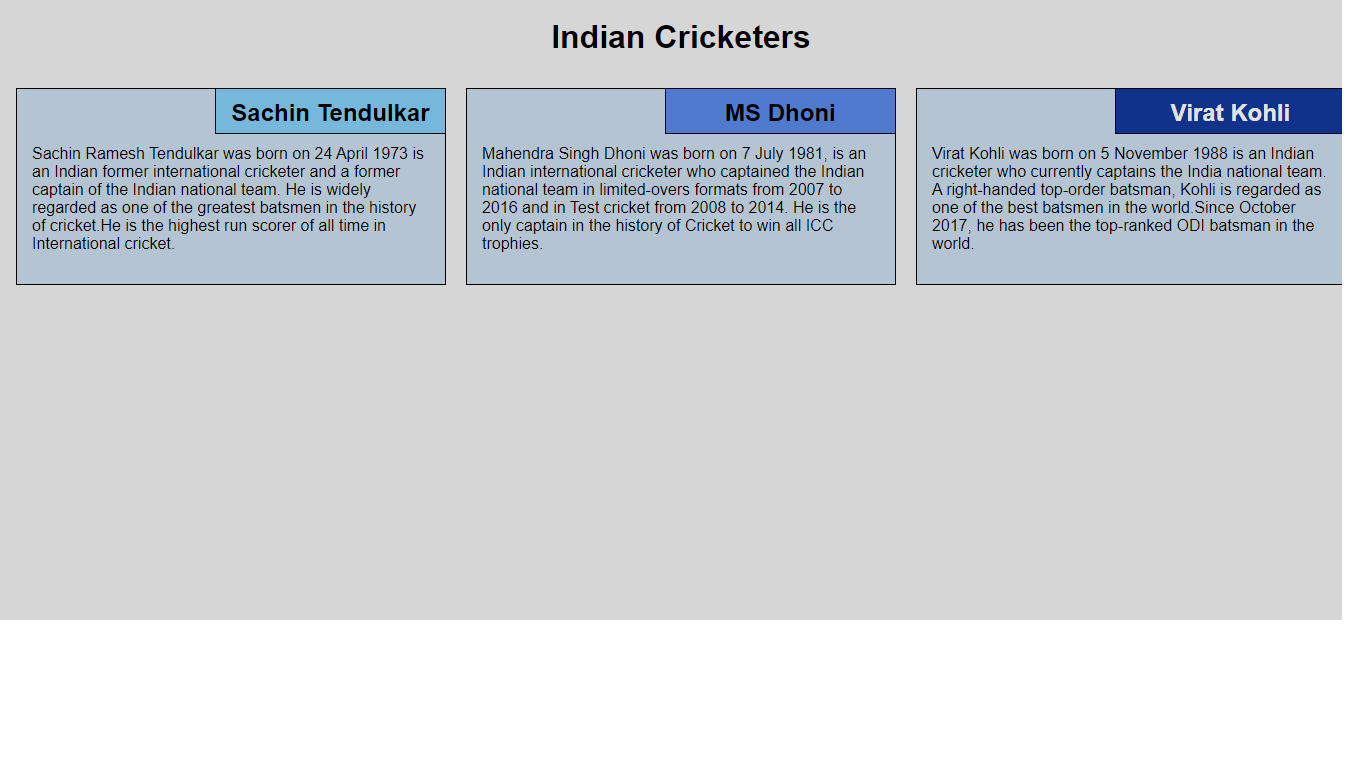 Indian Cricketers
Sachin Tendulkar
Sachin Ramesh Tendulkar was born on 24 April 1973 is
an Indian former international cricketer and a former
captain of the Indian national team. He is widely
regarded as one of the greatest batsmen in the history
of cricket.He is the highest run scorer of all time in
International cricket.
MS Dhoni
Mahendra Singh Dhoni was born on 7 July 1981, is an
Indian international cricketer who captained the Indian
national team in limited-overs formats from 2007 to
2016 and in Test cricket from 2008 to 2014. He is the
only captain in the history of Cricket to win all ICC
trophies.
Virat Kohli
Virat Kohli was born on 5 November 1988 is an Indian
cricketer who currently captains the India national team.
A right-handed top-order batsman, Kohli is regarded as
one of the best batsmen in the world.Since October
2017, he has been the top-ranked ODI batsman in the
world.